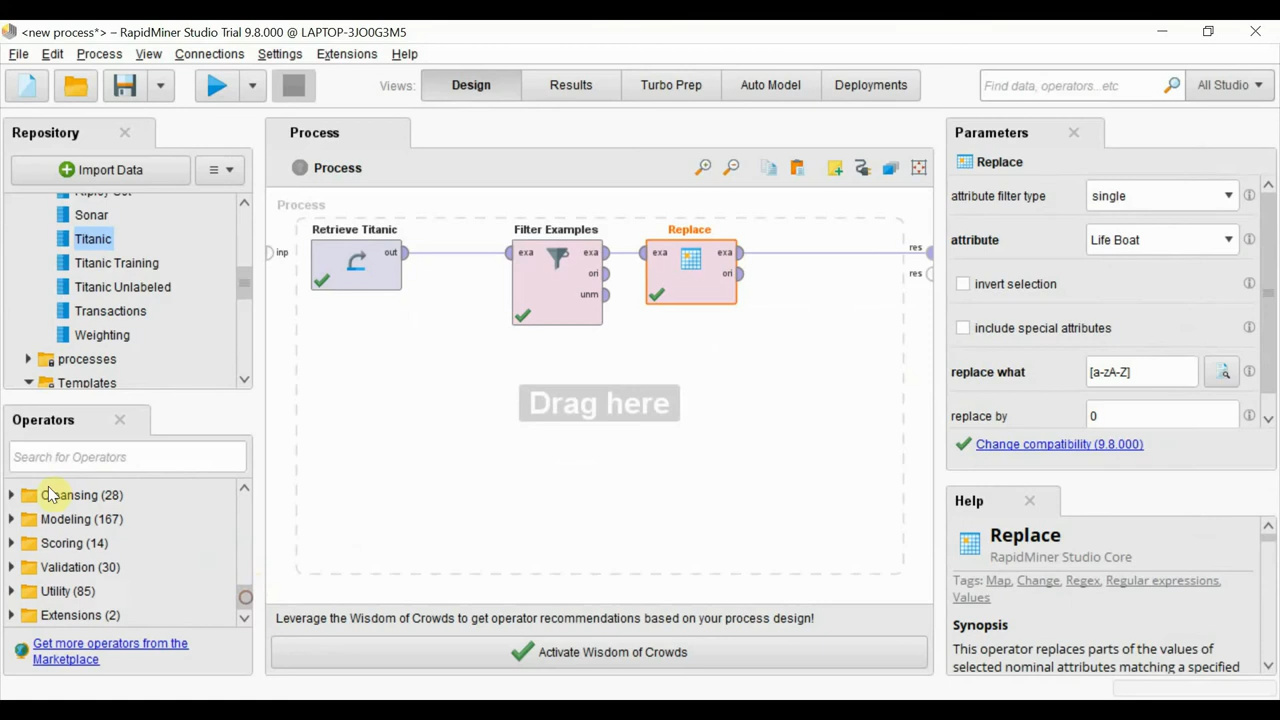 <new process*> – RapidMiner Studio Trial 9.8.000 @ LAPTOP-3JO0G3M5
File Edit Process View Connections Settings Extensions Help
Views: Design Results Turbo Prep Auto Model Deployments
Find data, operators...etc All Studio
Repository
Import Data
Ripley Set
Sonar
Titanic
Titanic Training
Titanic Unlabeled
Transactions
Weighting
processes
Templates
Operators
Search for Operators
Cleansing (28)
Modeling (167)
Scoring (14)
Validation (30)
Utility (85)
Extensions (2)
Get more operators from the
Marketplace
Process
Process
Process
Retrieve Titanic
inp
out
Filter Examples
exa exa
ori
unm
Replace
exa exa
ori
res
res
Drag here
Leverage the Wisdom of Crowds to get operator recommendations based on your process design!
Activate Wisdom of Crowds
Parameters
Replace
attribute filter type single
attribute Life Boat
invert selection
include special attributes
replace what [a-zA-Z]
replace by 0
Change compatibility (9.8.000)
Help
Replace
RapidMiner Studio Core
Tags: Map, Change, Regex, Regular expressions,
Values
Synopsis
This operator replaces parts of the values of
selected nominal attributes matching a specified